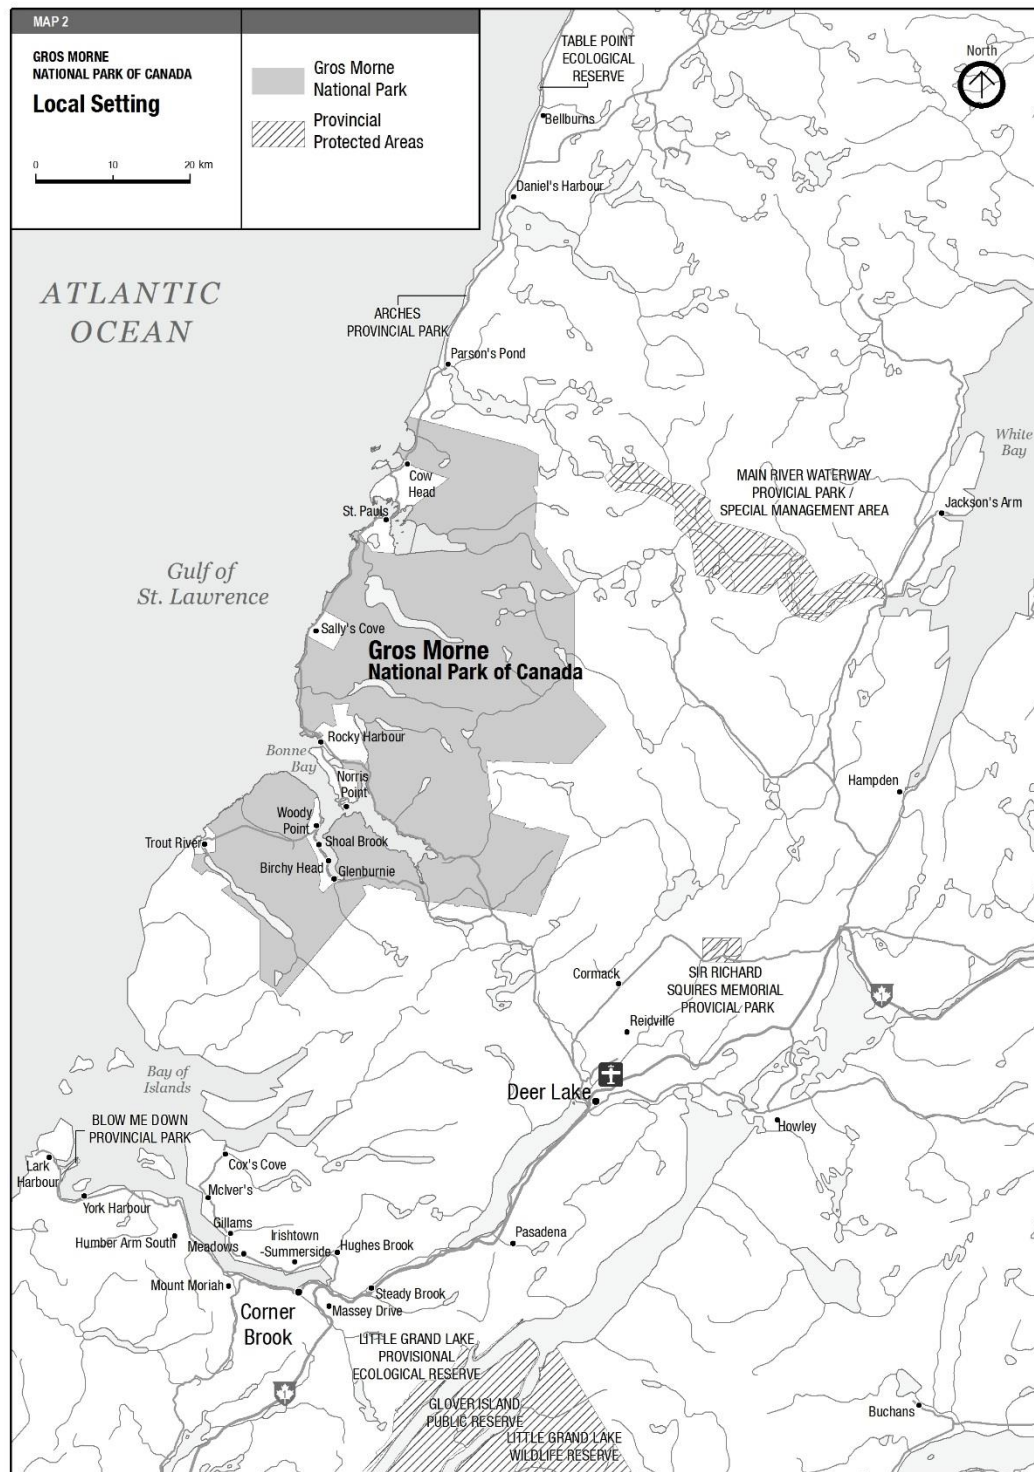 MAP 2
GROS MORNE
NATIONAL PARK OF CANADA
Local Setting
0 10 20 km
Gros Morne
National Park
Provincial
Protected Areas
North
TABLE POINT
ECOLOGICAL
RESERVE
Bellburns
Daniel's Harbour
ATLANTIC
OCEAN
ARCHES
PROVINCIAL PARK
Parson's Pond
White
Bay
Cow
Head
MAIN RIVER WATERWAY
PROVICIAL PARK /
SPECIAL MANAGEMENT AREA
Jackson's Arm
St. Pauls
Gulf of
St. Lawrence
Sally's Cove
Gros Morne
National Park of Canada
Rocky Harbour
Bonne
Bay
Norris
Point
Hampden
Woody
Point
Trout River
Shoal Brook
Birchy Head
Glenburnie
Cormack
SIR RICHARD
SQUIRES MEMORIAL
PROVICIAL PARK
1
Reidville
Bay of
Islands
Deer Lake
BLOW ME DOWN
PROVINCIAL PARK
Howley
Lark
Harbour
Cox's Cove
McIver's
York Harbour
Gillams
Humber Arm South
Meadows
Irishtown
-Summerside
Hughes Brook
Pasadena
Mount Moriah
Steady Brook
Corner
Brook
Massey Drive
LITTLE GRAND LAKE
PROVISIONAL
ECOLOGICAL RESERVE
1
GLOVER ISLAND
PUBLIC RESERVE
Buchans
LITTLE GRAND LAKE
WILDLIFE RESERVE